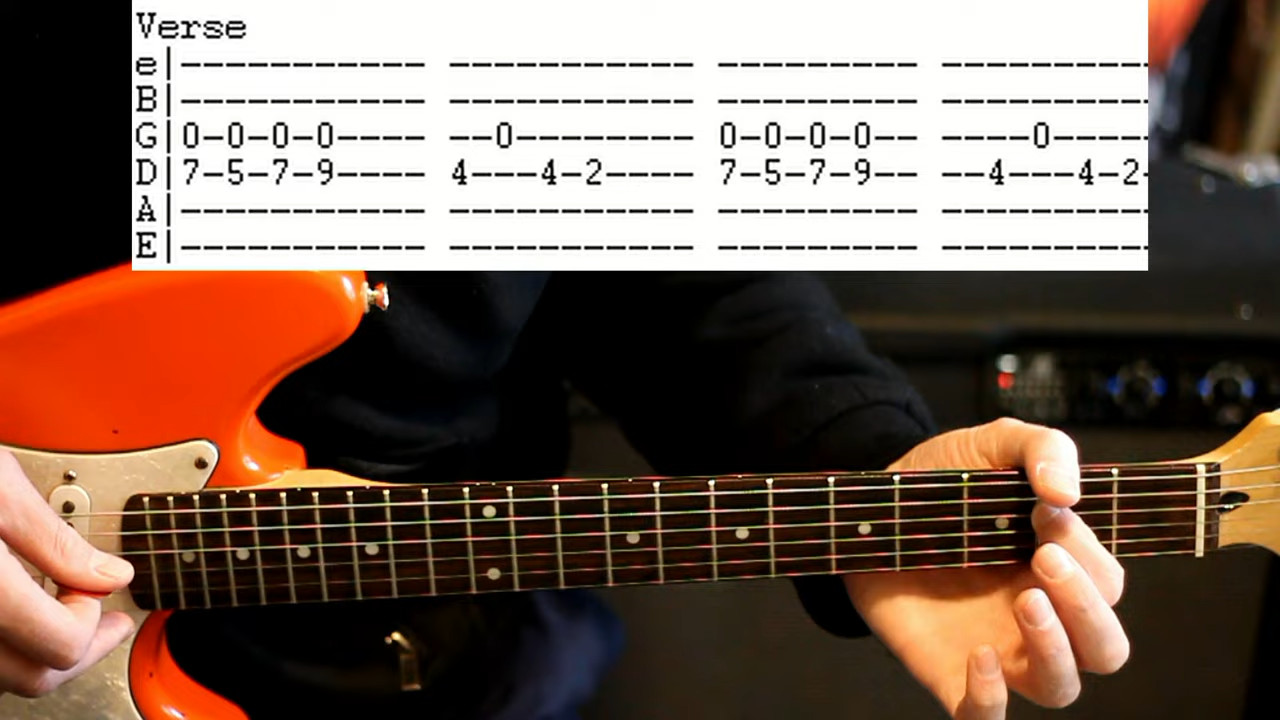 Verse
e|----------- ----------- --------- ----------
B|----------- ----------- --------- ----------
G|0-0-0-0---- --0-------- 0-0-0-0-- ----0-----
D|7-5-7-9---- 4---4-2---- 7-5-7-9-- --4---4-2-
A|----------- ----------- --------- ----------
E|----------- ----------- --------- ----------